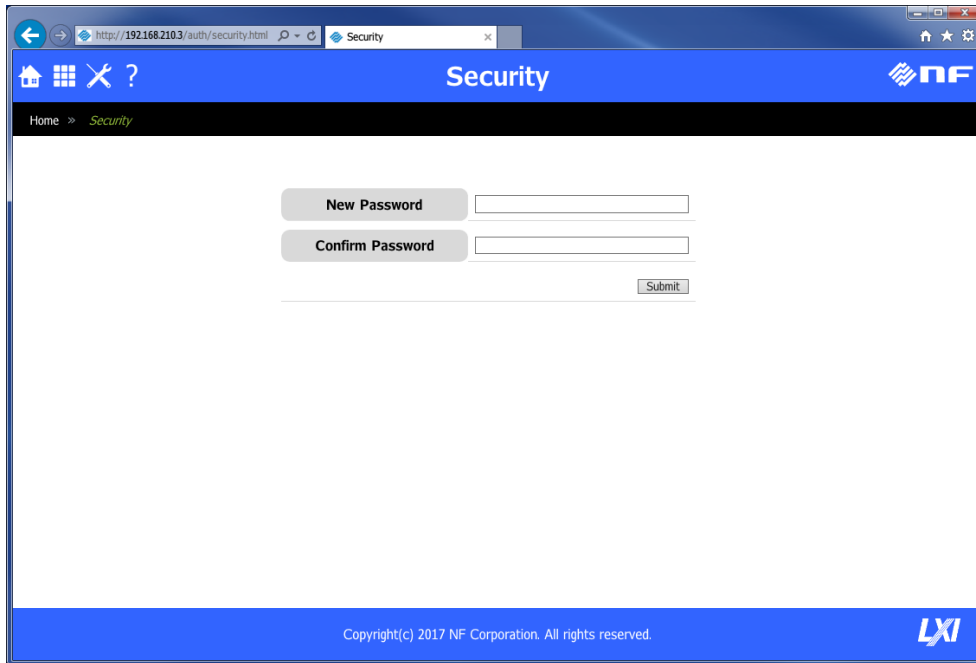 http://192.168.210.3/auth/security.html
Security
?
Security
nF
Home » Security
New Password
Confirm Password
Submit
Copyright(c) 2017 NF Corporation. All rights reserved.
LXI